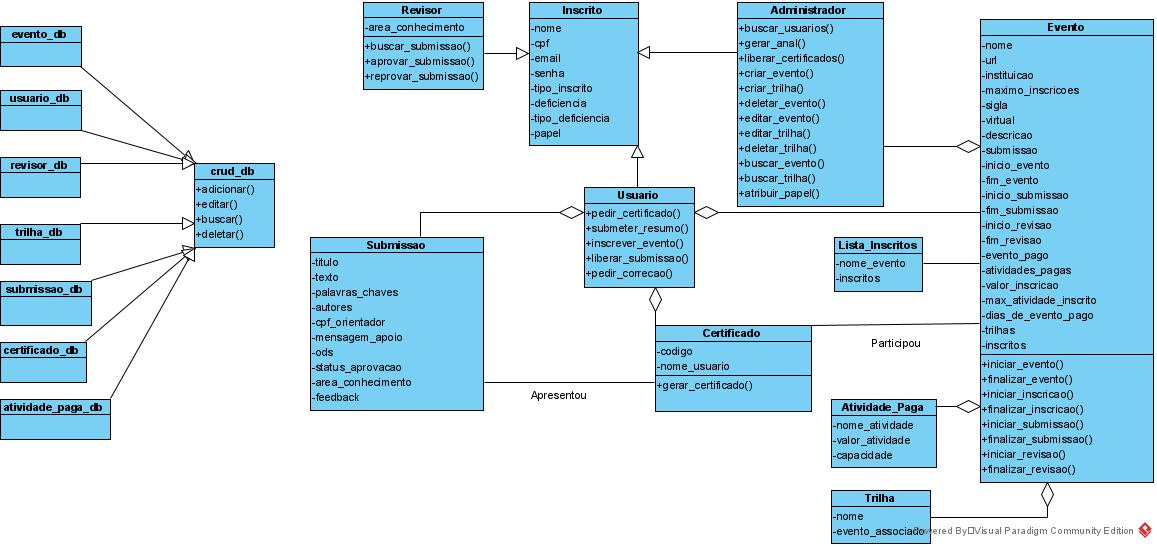 evento_db
usuario_db
revisor_db
trilha_db
submissao_db
certificado_db
atividade_paga_db
crud_db
+adicionar()
+editar()
+buscar()
+deletar()
Revisor
-area_conhecimento
+buscar_submissao()
+aprovar_submissao()
+reprovar_submissao()
Inscrito
-nome
-cpf
-email
-senha
-tipo_inscrito
-deficiencia
-tipo_deficiencia
-papel
Administrador
+buscar_usuarios()
+gerar_anal()
+liberar_certificados()
+criar_evento()
+criar_trilha()
+deletar_evento()
+editar_evento()
+editar_trilha()
+deletar_trilha()
+buscar_evento()
+buscar_trilha()
+atribuir_papel()
Evento
-nome
-url
-instituicao
-maximo_inscricoes
-sigla
-virtual
-descricao
-submissao
-inicio_evento
-fim_evento
-inicio_submissao
-fim_submissao
-inicio_revisao
-fim_revisao
-evento_pago
-atividades_pagas
-valor_inscricao
-max_atividade_inscrito
-dias_de_evento_pago
-trilhas
-inscritos
+iniciar_evento()
+finalizar_evento()
+iniciar_inscricao()
+finalizar_inscricao()
+iniciar_submissao()
+finalizar_submissao()
+iniciar_revisao()
+finalizar_revisao()
Usuario
+pedir_certificado()
+submeter_resumo()
+inscrever_evento()
+liberar_submissao()
+pedir_correcao()
Submissao
-titulo
-texto
-palavras_chaves
-autores
-cpf_orientador
-mensagem_apoio
-ods
-status_aprovacao
-area_conhecimento
-feedback
Lista_Inscritos
-nome_evento
-inscritos
Certificado
-codigo
-nome_usuario
+gerar_certificado()
Participou
Apresentou
Atividade_Paga
-nome_atividade
-valor_atividade
-capacidade
Trilha
-nome
-evento_associado
Powered By Visual Paradigm Community Edition